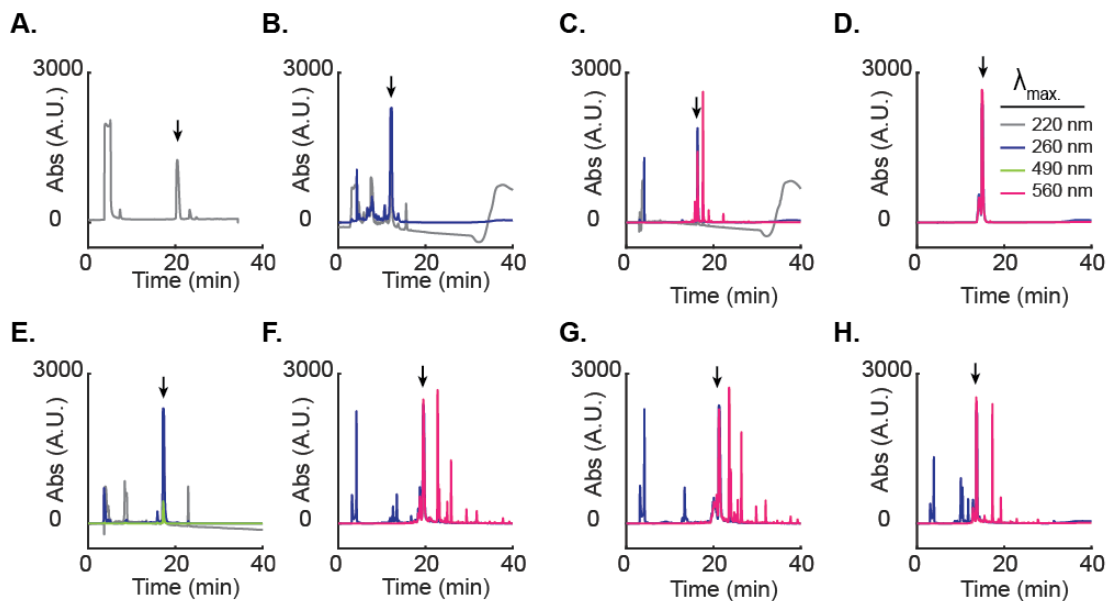 A.
3000
Abs (A.U.)
0
0 20 40
Time (min)
B.
3000
Abs (A.U.)
0
0 20 40
Time (min)
C.
3000
Abs (A.U.)
0
0 20 40
Time (min)
D.
3000
Abs (A.U.)
0
0 20 40
Time (min)
λmax.
220 nm
260 nm
490 nm
560 nm
E.
3000
Abs (A.U.)
0
0 20 40
Time (min)
F.
3000
Abs (A.U.)
0
0 20 40
Time (min)
G.
3000
Abs (A.U.)
0
0 20 40
Time (min)
H.
3000
Abs (A.U.)
0
0 20 40
Time (min)